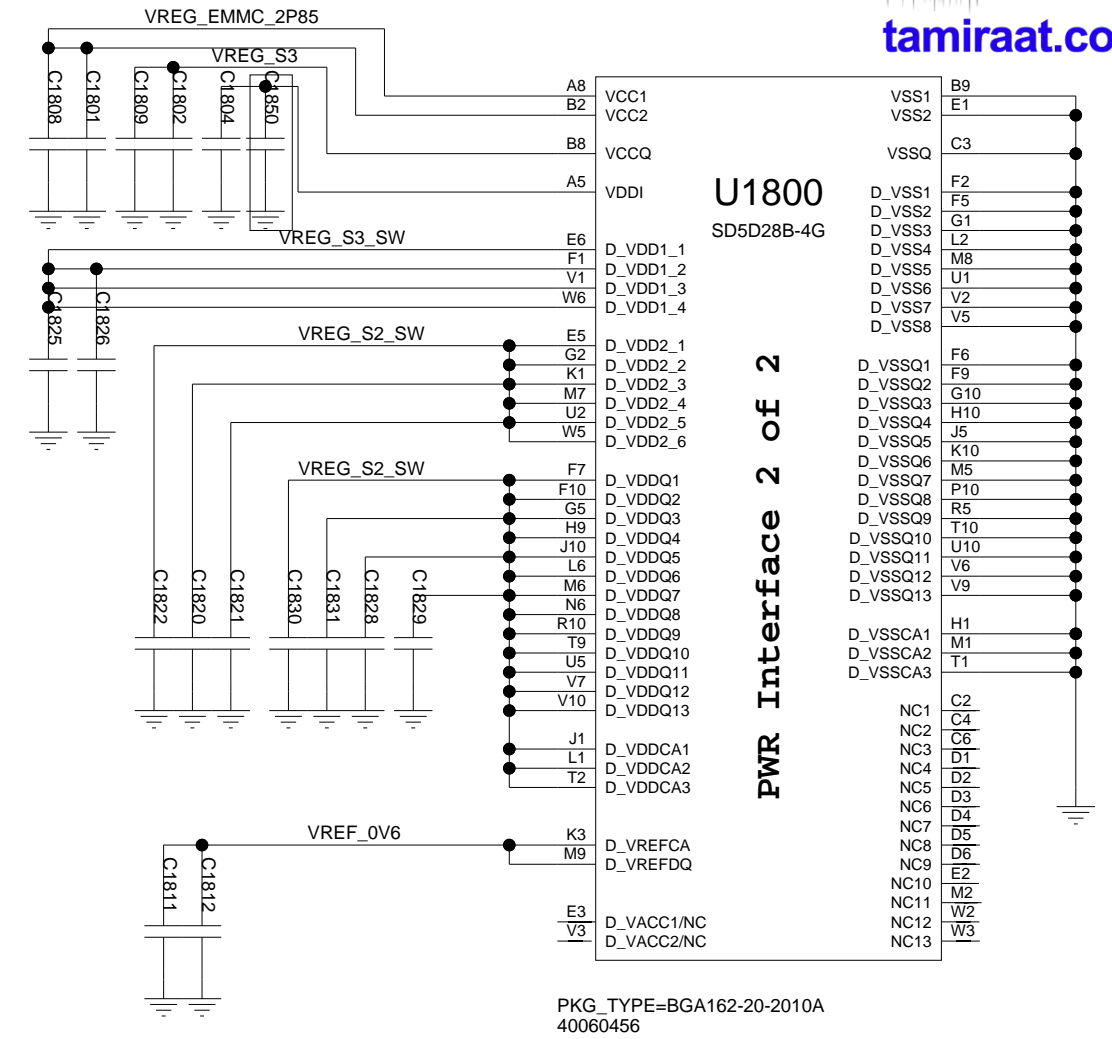 VREG_EMMC_2P85
tamiraat.co
VREG_S3
C1808
C1801
C1809
C1802
C1804
C1850
A8 VCC1
B2 VCC2
B8 VCCQ
A5 VDDI
U1800
SD5D28B-4G
VSS1 B9
VSS2 E1
VSSQ C3
D_VSS1 F2
D_VSS2 F5
D_VSS3 G1
D_VSS4 L2
D_VSS5 M8
D_VSS6 U1
D_VSS7 V2
D_VSS8 V5
VREG_S3_SW
C1825
C1826
E6 D_VDD1_1
F1 D_VDD1_2
V1 D_VDD1_3
W6 D_VDD1_4
VREG_S2_SW
E5 D_VDD2_1
G2 D_VDD2_2
K1 D_VDD2_3
M7 D_VDD2_4
U2 D_VDD2_5
W5 D_VDD2_6
PWR Interface 2 of 2
D_VSSQ1 F6
D_VSSQ2 F9
D_VSSQ3 G10
D_VSSQ4 H10
D_VSSQ5 J5
D_VSSQ6 K10
D_VSSQ7 M5
D_VSSQ8 P10
D_VSSQ9 R5
D_VSSQ10 T10
D_VSSQ11 U10
D_VSSQ12 V6
D_VSSQ13 V9
VREG_S2_SW
C1822
C1820
C1821
C1830
C1831
C1828
C1829
F7 D_VDDQ1
F10 D_VDDQ2
G5 D_VDDQ3
H9 D_VDDQ4
J10 D_VDDQ5
L6 D_VDDQ6
M6 D_VDDQ7
N6 D_VDDQ8
R10 D_VDDQ9
T9 D_VDDQ10
U5 D_VDDQ11
V7 D_VDDQ12
V10 D_VDDQ13
D_VSSCA1 H1
D_VSSCA2 M1
D_VSSCA3 T1
J1 D_VDDCA1
L1 D_VDDCA2
T2 D_VDDCA3
NC1 C2
NC2 C4
NC3 C6
NC4 D1
NC5 D2
NC6 D3
NC7 D4
NC8 D5
NC9 D6
NC10 E2
NC11 M2
NC12 W2
NC13 W3
VREF_0V6
C1811
C1812
K3 D_VREFCA
M9 D_VREFDQ
E3 D_VACC1/NC
V3 D_VACC2/NC
PKG_TYPE=BGA162-20-2010A
40060456